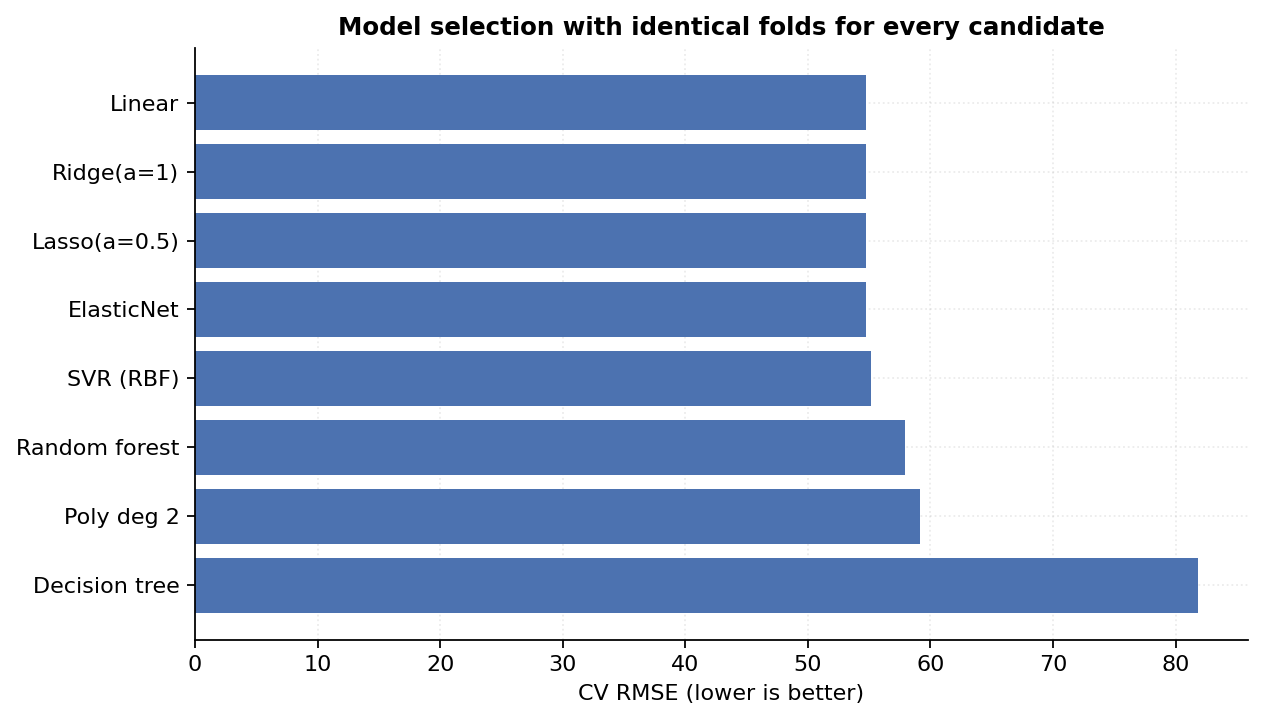 Model selection with identical folds for every candidate
Linear
Ridge(a=1)
Lasso(a=0.5)
ElasticNet
SVR (RBF)
Random forest
Poly deg 2
Decision tree
0 10 20 30 40 50 60 70 80
CV RMSE (lower is better)